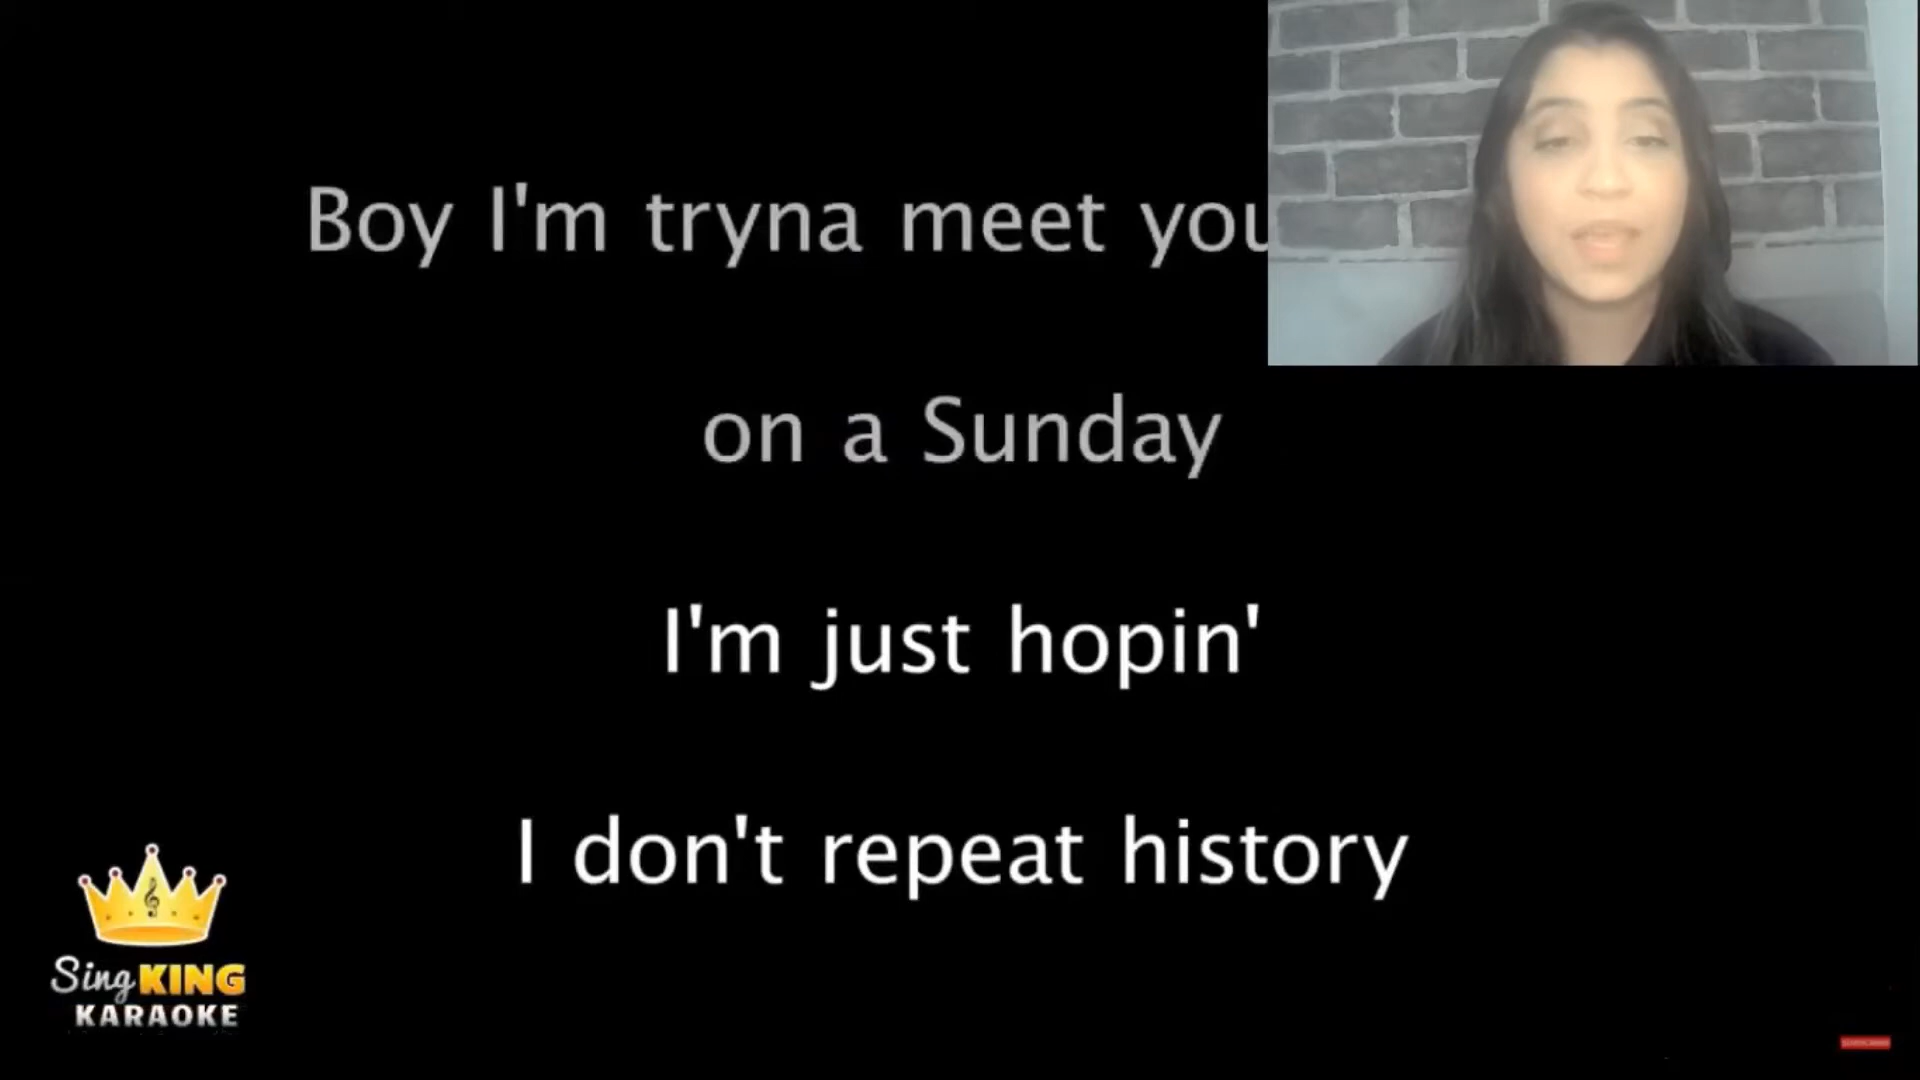 Boy I'm tryna meet you
on a Sunday
I'm just hopin'
I don't repeat history
Sing KING
KARAOKE